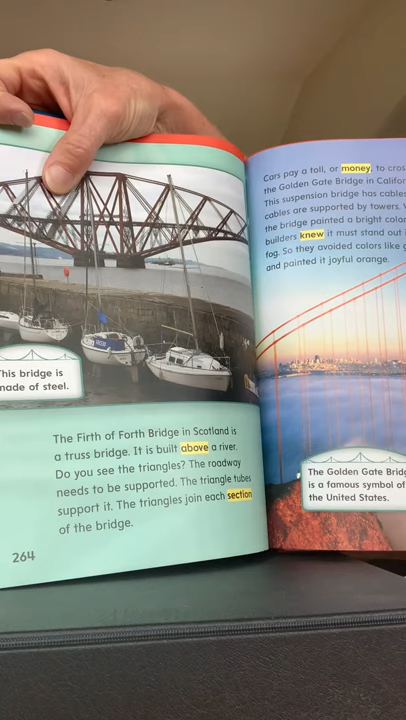 This bridge is
made of steel.
The Firth of Forth Bridge in Scotland is
a truss bridge. It is built above a river.
Do you see the triangles? The roadway
needs to be supported. The triangle tubes
support it. The triangles join each section
of the bridge.
264
Cars pay a toll, or money, to
the Golden Gate Bridge in
This suspension bridge has
cables are supported by towers.
the bridge painted a bright
builders knew it must stand out
fog. So they avoided colors like
and painted it joyful orange.
The Golden Gate
is a famous symbol of
the United States.